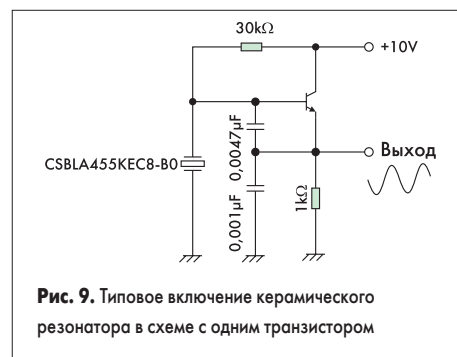 30kΩ
+10V
0,0047µF
CSBLA455KEC8-B0
Выход
0,001µF
1kΩ
Рис. 9. Типовое включение керамического
резонатора в схеме с одним транзистором